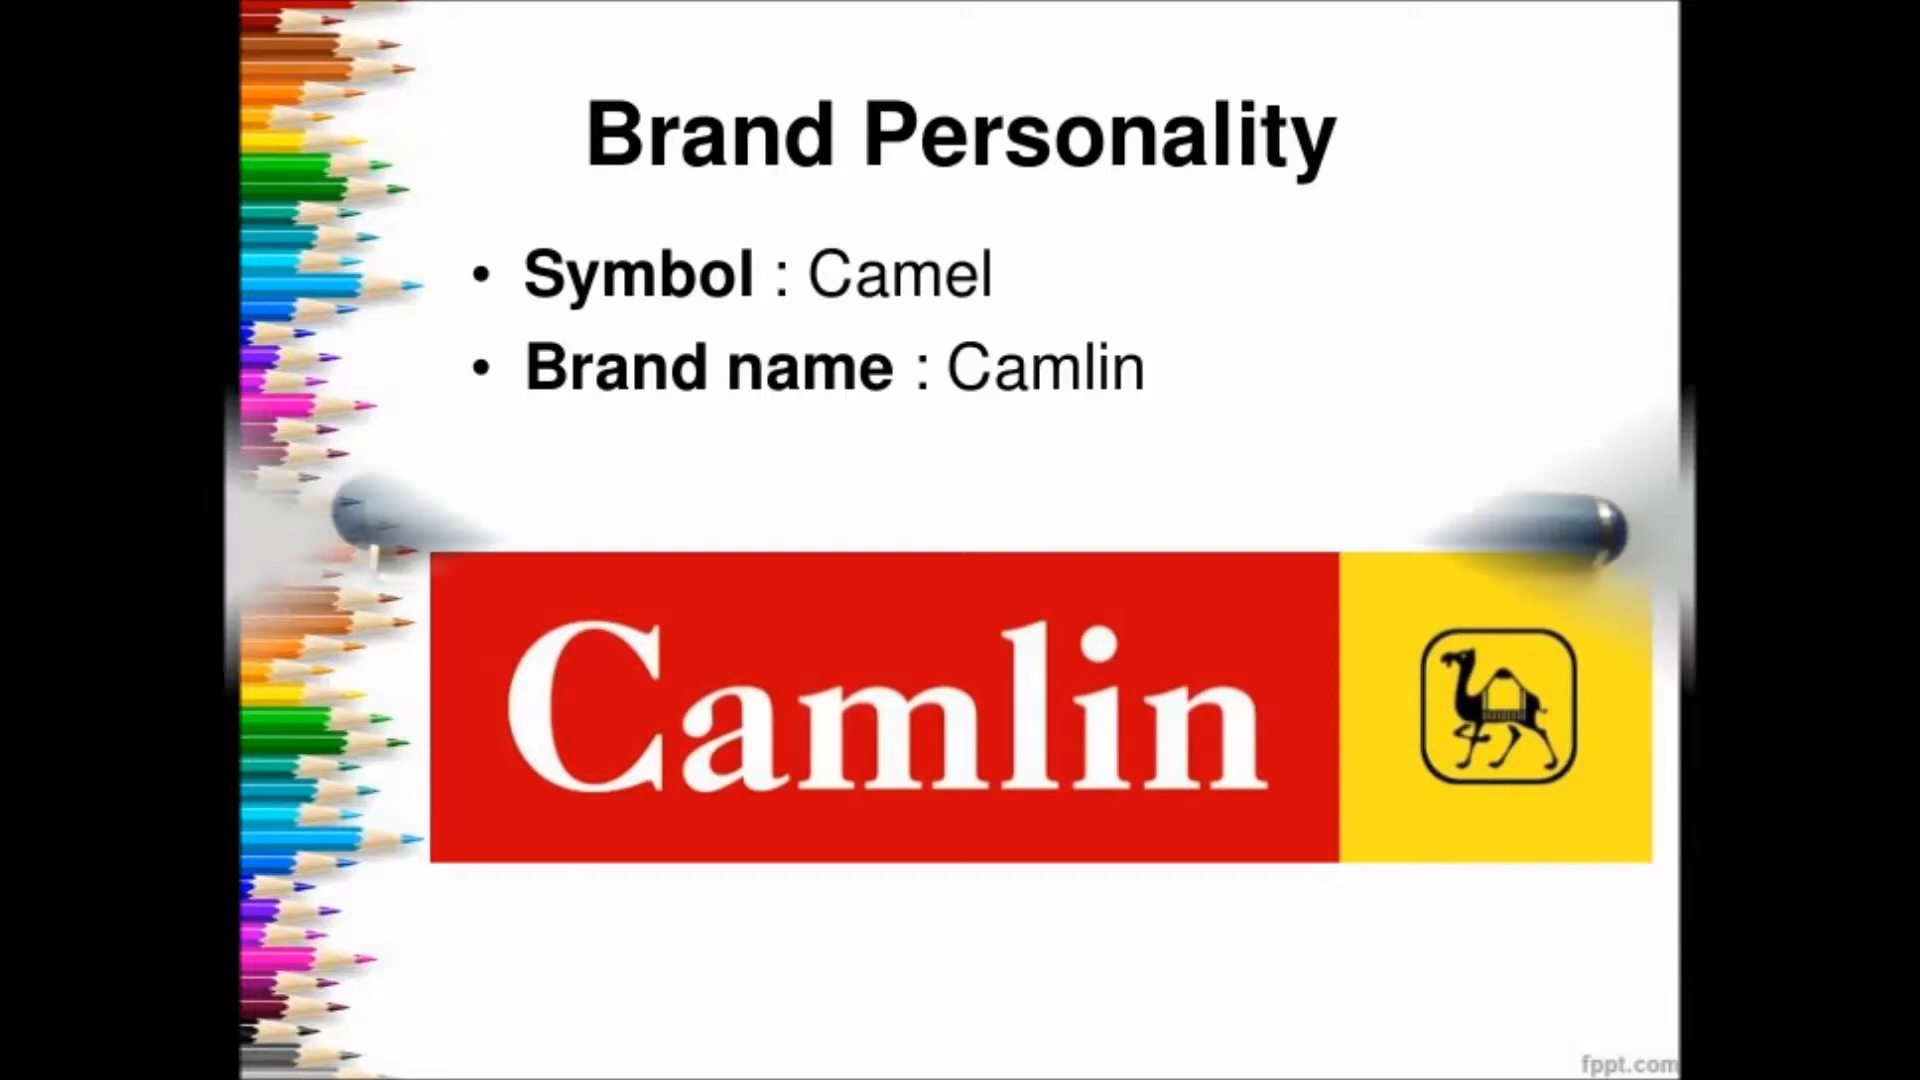 Brand Personality
• Symbol : Camel
• Brand name : Camlin
Camlin
fppt.com